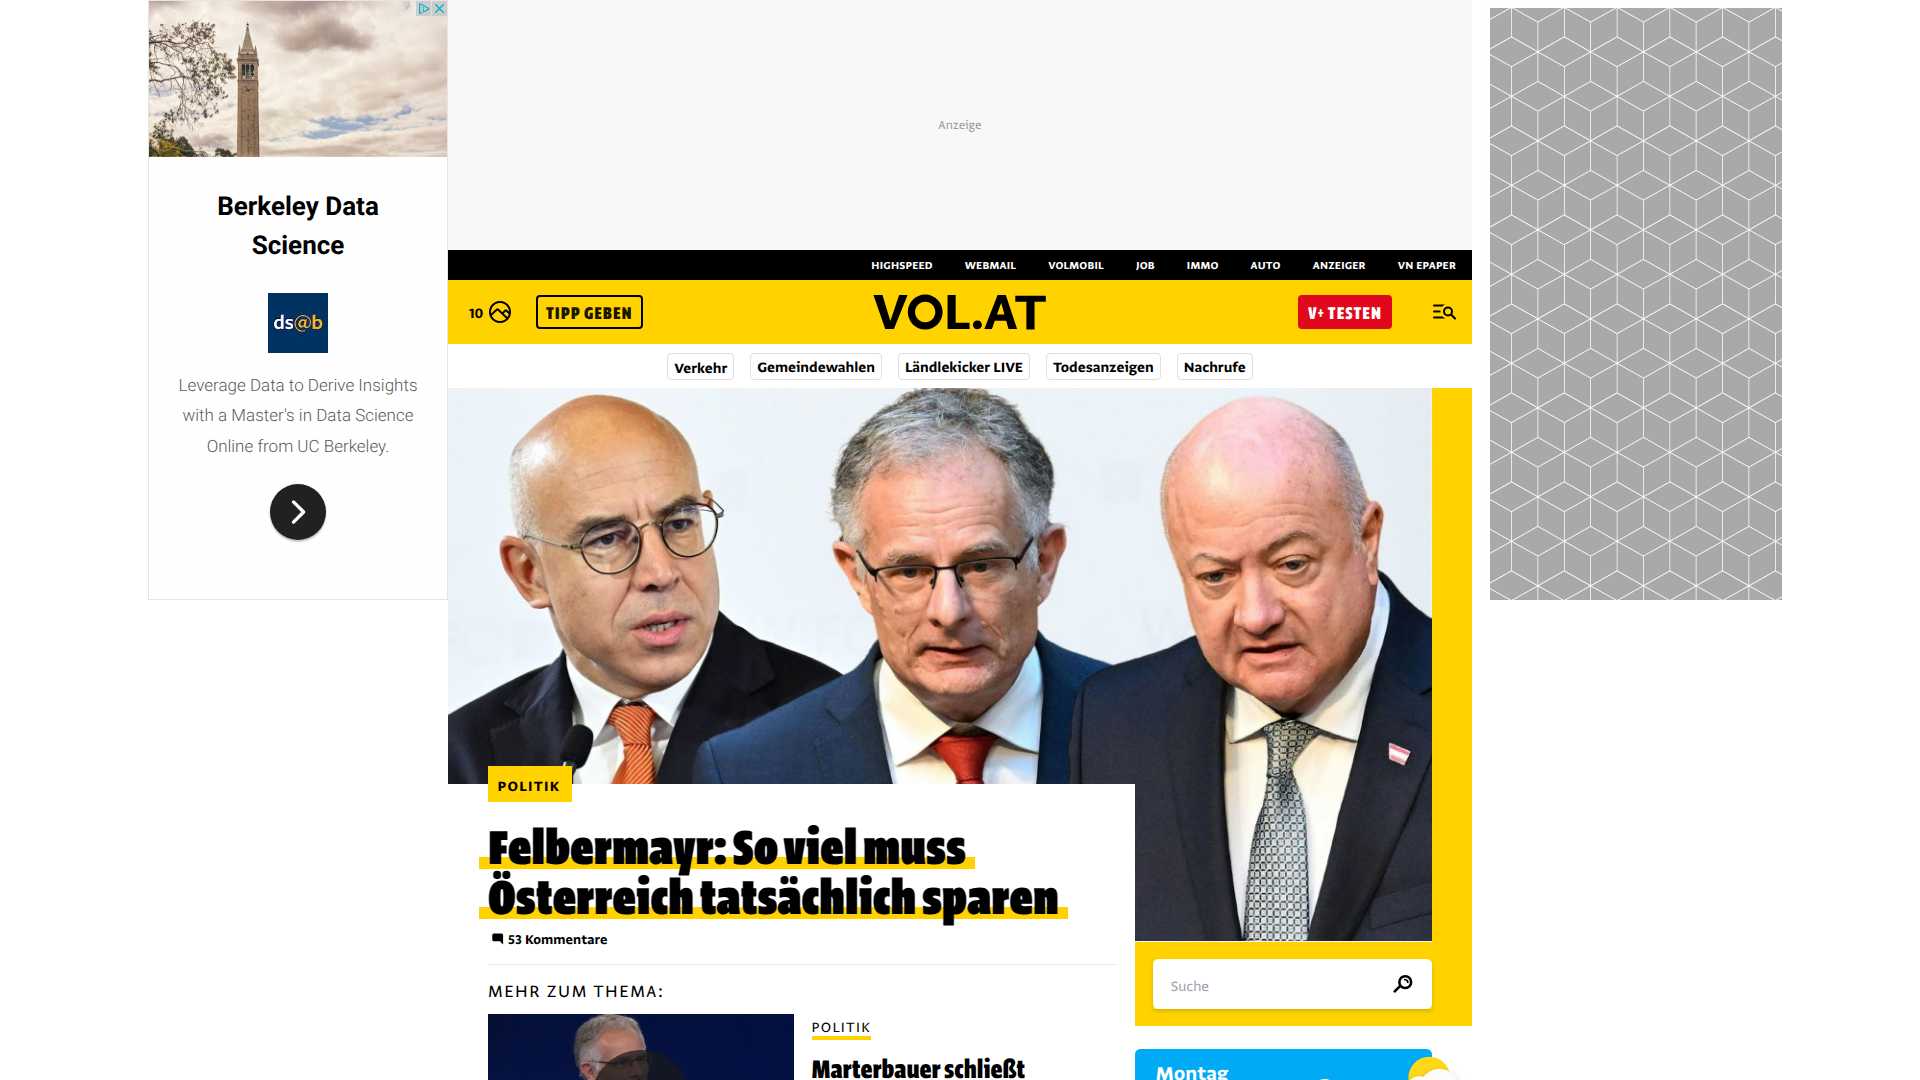 Berkeley Data
Science
ds@b
Leverage Data to Derive Insights
with a Master's in Data Science
Online from UC Berkeley.
Anzeige
HIGHSPEED WEBMAIL VOLMOBIL JOB IMMO AUTO ANZEIGER VN EPAPER
10 TIPP GEBEN VOL.AT V+ TESTEN
Verkehr Gemeindewahlen Ländlekicker LIVE Todesanzeigen Nachrufe
POLITIK
Felbermayr: So viel muss
Österreich tatsächlich sparen
53 Kommentare
MEHR ZUM THEMA:
POLITIK
Marterbauer schließt
Suche
Montag